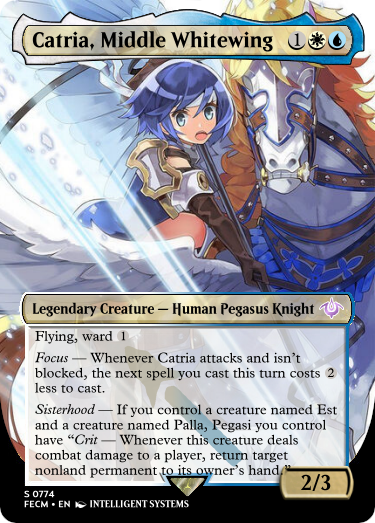 Catria, Middle Whitewing 1
Legendary Creature — Human Pegasus Knight
Flying, ward 1
Focus — Whenever Catria attacks and isn't
blocked, the next spell you cast this turn costs 2
less to cast.
Sisterhood — If you control a creature named Est
and a creature named Palla, Pegasi you control
have “Crit — Whenever this creature deals
combat damage to a player, return target
nonland permanent to its owner's hand.”
2/3
S 0774
FECM • EN INTELLIGENT SYSTEMS